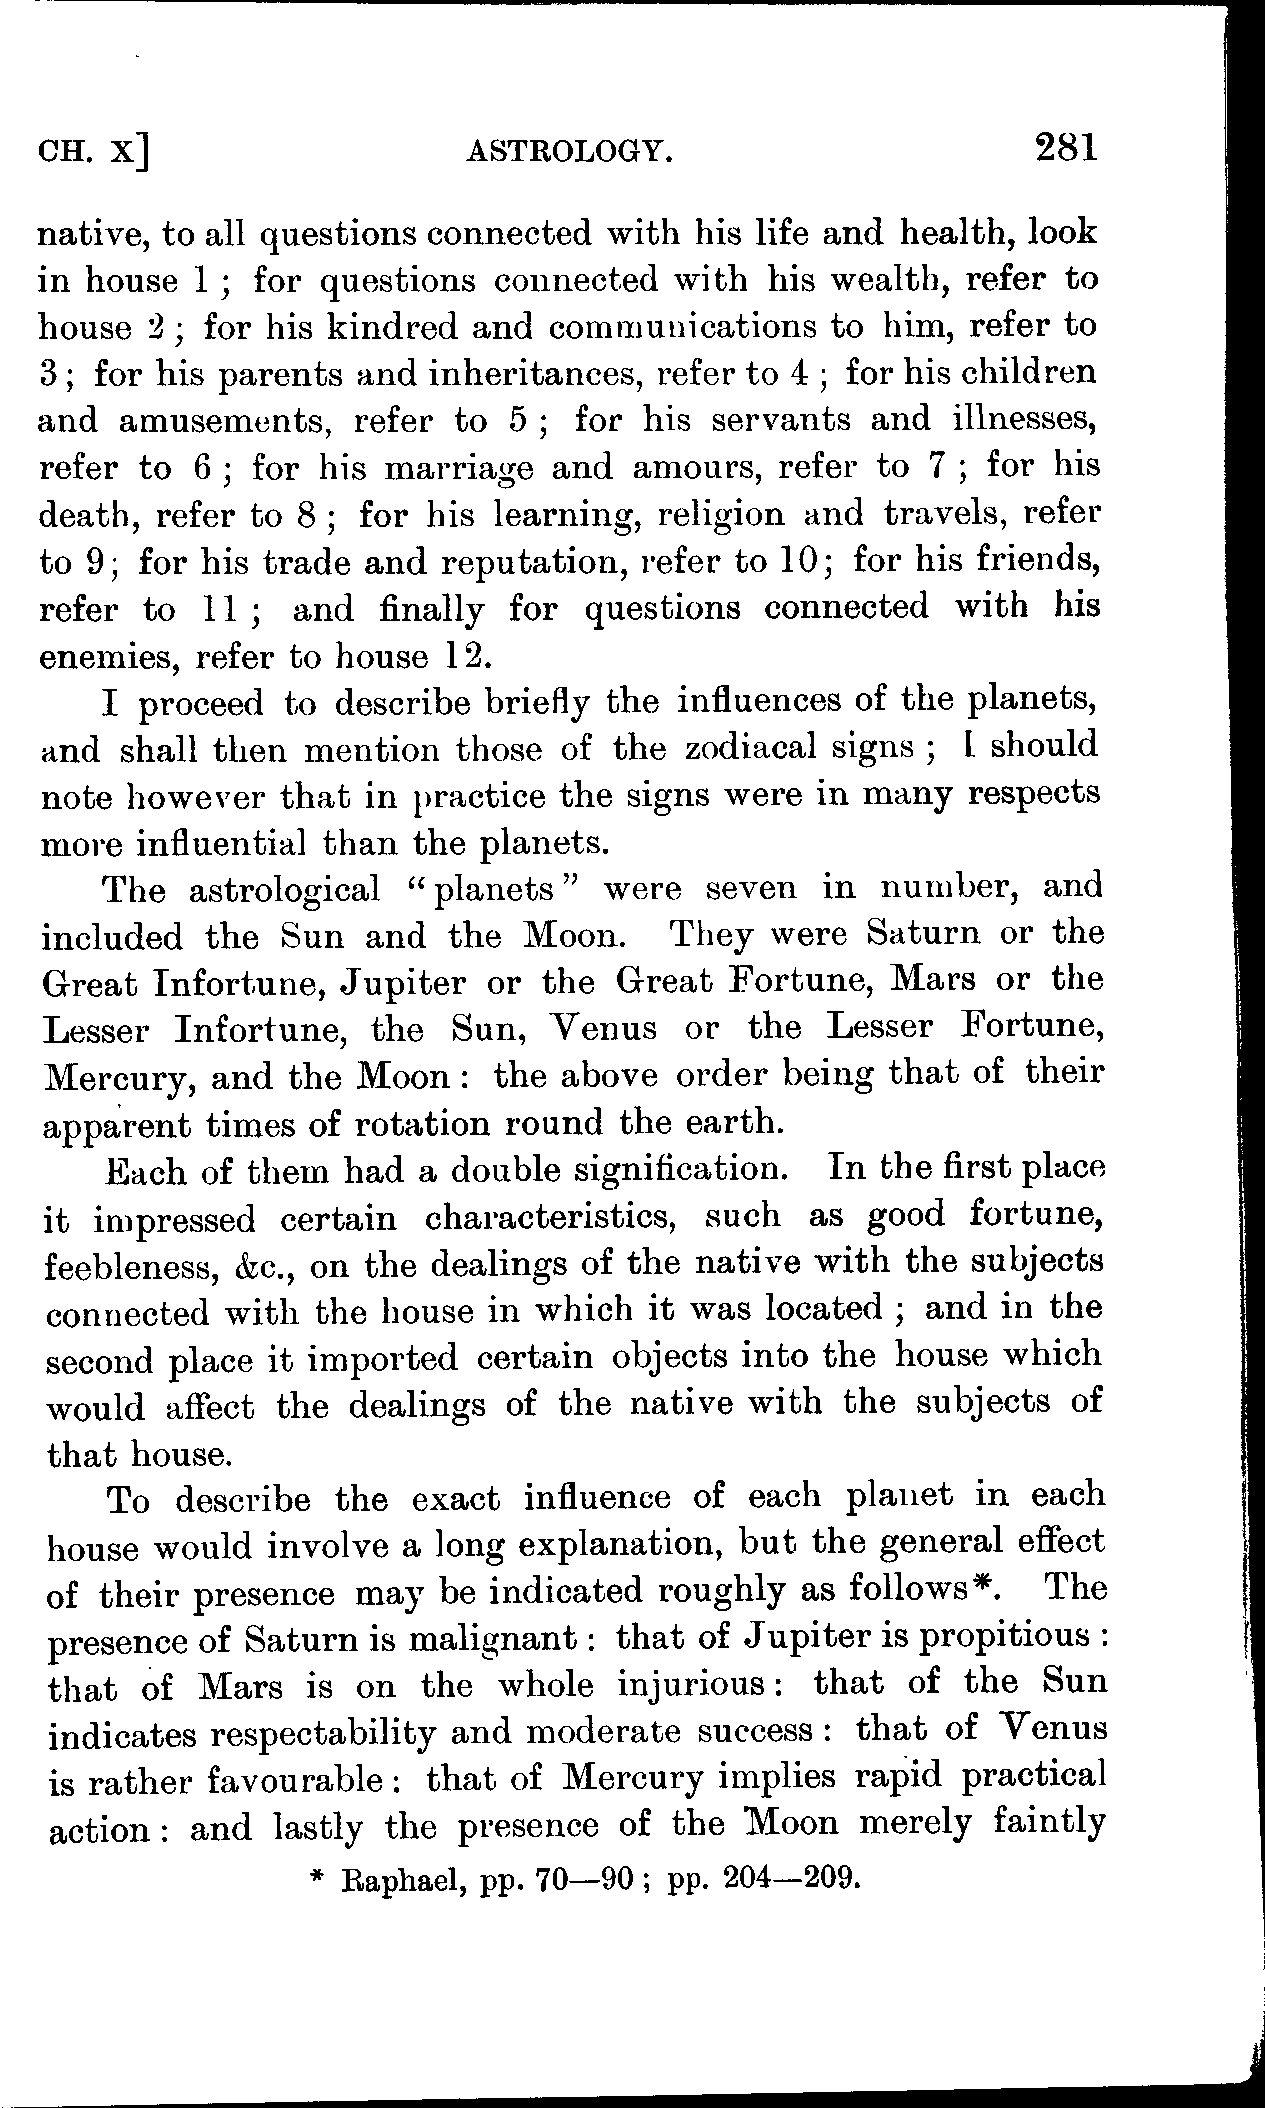 CH. X] ASTROLOGY. 281
native, to all questions connected with his life and health, look
in house 1 ; for questions connected with his wealth, refer to
house 2 ; for his kindred and communications to him, refer to
3 ; for his parents and inheritances, refer to 4 ; for his children
and amusements, refer to 5 ; for his servants and illnesses,
refer to 6 ; for his marriage and amours, refer to 7 ; for his
death, refer to 8 ; for his learning, religion and travels, refer
to 9 ; for his trade and reputation, refer to 10 ; for his friends,
refer to 11 ; and finally for questions connected with his
enemies, refer to house 12.
I proceed to describe briefly the influences of the planets,
and shall then mention those of the zodiacal signs ; I should
note however that in practice the signs were in many respects
more influential than the planets.
The astrological “planets” were seven in number, and
included the Sun and the Moon. They were Saturn or the
Great Infortune, Jupiter or the Great Fortune, Mars or the
Lesser Infortune, the Sun, Venus or the Lesser Fortune,
Mercury, and the Moon : the above order being that of their
apparent times of rotation round the earth.
Each of them had a double signification. In the first place
it impressed certain characteristics, such as good fortune,
feebleness, &c., on the dealings of the native with the subjects
connected with the house in which it was located ; and in the
second place it imported certain objects into the house which
would affect the dealings of the native with the subjects of
that house.
To describe the exact influence of each planet in each
house would involve a long explanation, but the general effect
of their presence may be indicated roughly as follows*. The
presence of Saturn is malignant : that of Jupiter is propitious :
that of Mars is on the whole injurious : that of the Sun
indicates respectability and moderate success : that of Venus
is rather favourable : that of Mercury implies rapid practical
action : and lastly the presence of the Moon merely faintly
* Raphael, pp. 70—90 ; pp. 204—209.